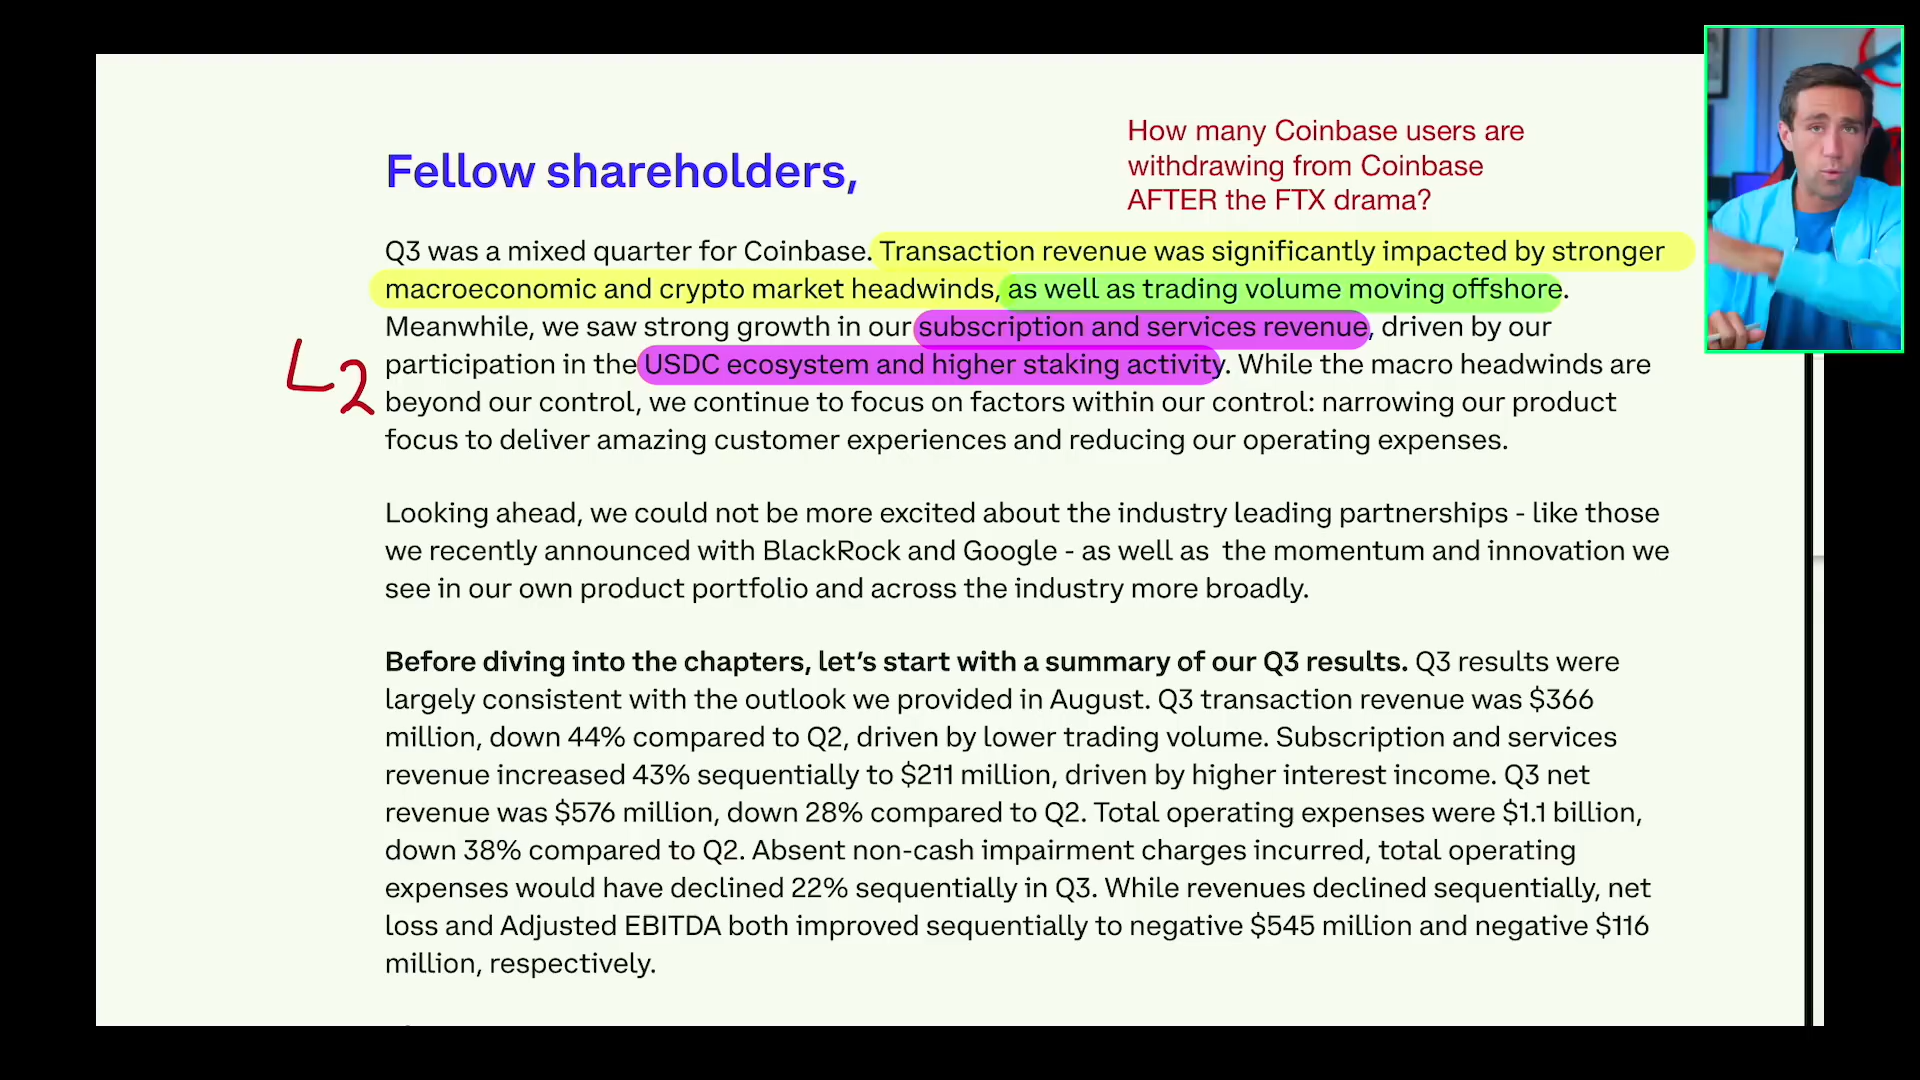 How many Coinbase users are
withdrawing from Coinbase
AFTER the FTX drama?
Fellow shareholders,
Q3 was a mixed quarter for Coinbase. Transaction revenue was significantly impacted by stronger
macroeconomic and crypto market headwinds, as well as trading volume moving offshore.
Meanwhile, we saw strong growth in our subscription and services revenue, driven by our
participation in the USDC ecosystem and higher staking activity. While the macro headwinds are
L2
beyond our control, we continue to focus on factors within our control: narrowing our product
focus to deliver amazing customer experiences and reducing our operating expenses.
Looking ahead, we could not be more excited about the industry leading partnerships - like those
we recently announced with BlackRock and Google - as well as  the momentum and innovation we
see in our own product portfolio and across the industry more broadly.
Before diving into the chapters, let’s start with a summary of our Q3 results. Q3 results were
largely consistent with the outlook we provided in August. Q3 transaction revenue was $366
million, down 44% compared to Q2, driven by lower trading volume. Subscription and services
revenue increased 43% sequentially to $211 million, driven by higher interest income. Q3 net
revenue was $576 million, down 28% compared to Q2. Total operating expenses were $1.1 billion,
down 38% compared to Q2. Absent non-cash impairment charges incurred, total operating
expenses would have declined 22% sequentially in Q3. While revenues declined sequentially, net
loss and Adjusted EBITDA both improved sequentially to negative $545 million and negative $116
million, respectively.